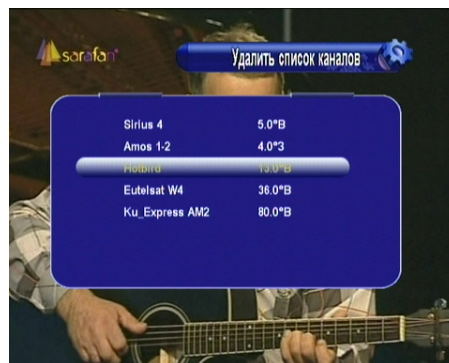 sarafan
Удалить список каналов
Sirius 4 5.0°В
Amos 1-2 4.0°З
Hotbird 13.0°В
Eutelsat W4 36.0°В
Ku_Express AM2 80.0°В